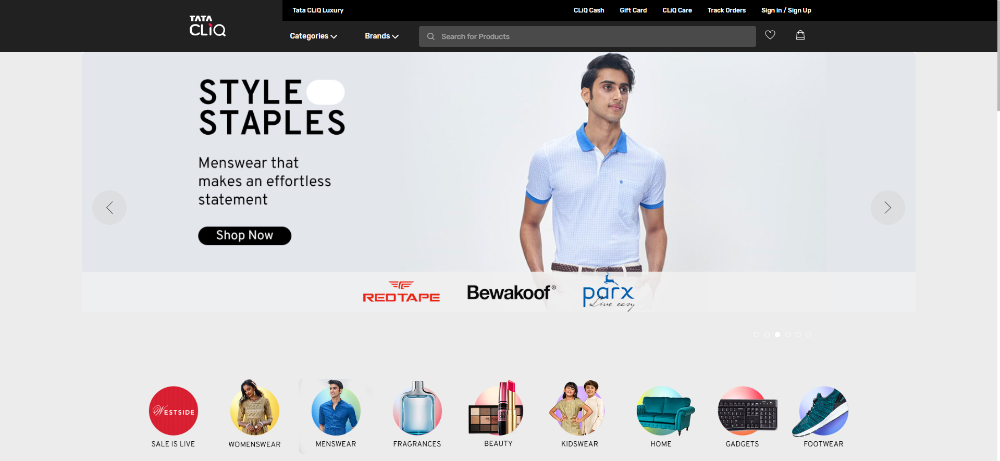 Tata CLiQ Luxury
CLiQ Cash
Gift Card
CLiQ Care
Track Orders
Sign in / Sign Up
TATA
CLiQ
Categories
Brands
Search for Products
STYLE
STAPLES
Menswear that
makes an effortless
statement
Shop Now
REDTAPE
Bewakoof®
parx
Live easy
WESTSIDE
SALE IS LIVE
WOMENSWEAR
MENSWEAR
FRAGRANCES
BEAUTY
KIDSWEAR
HOME
GADGETS
FOOTWEAR